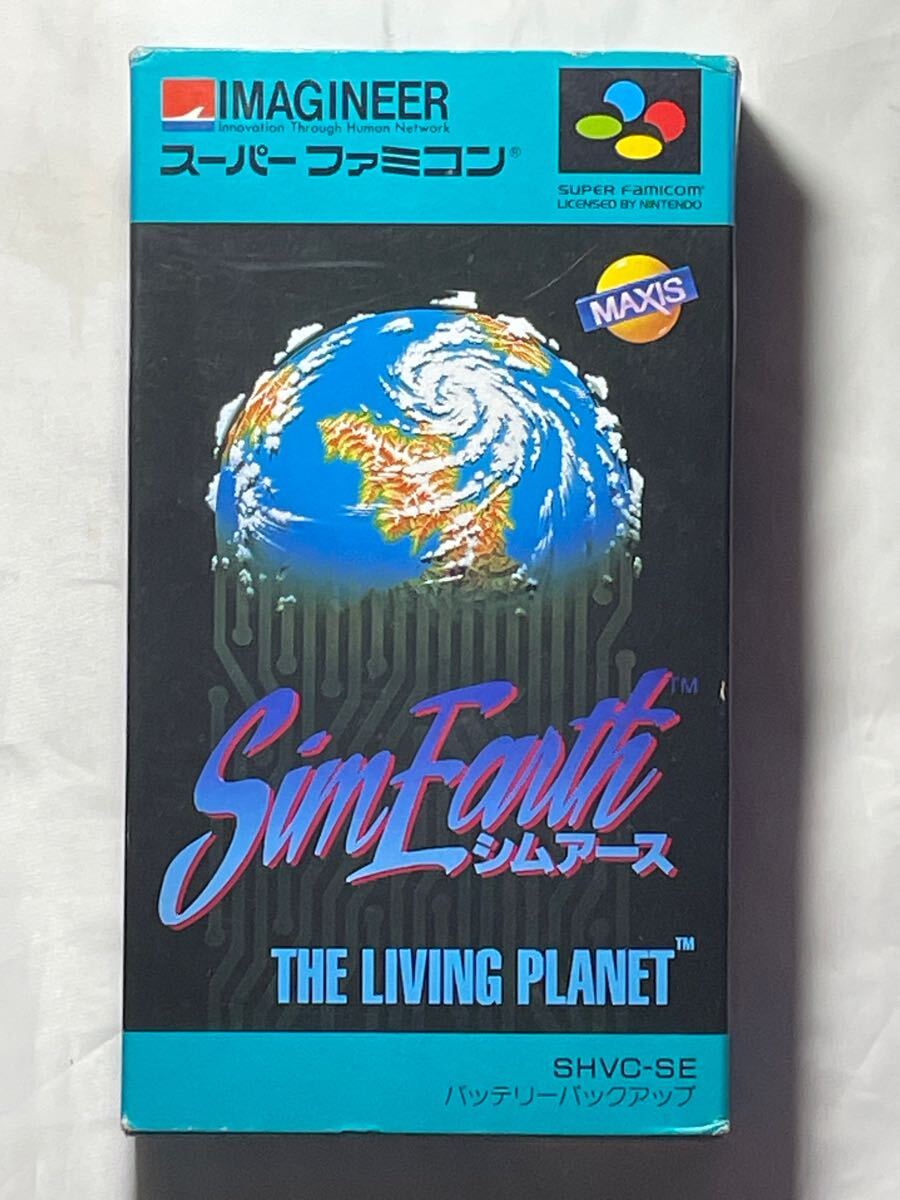 IMAGINEER
Innovation Through Human Network
スーパーファミコン®
SUPER FAMICOM®
LICENSED BY NINTENDO
MAXIS
SimEarth™
シムアース
THE LIVING PLANET™
SHVC-SE
バッテリーバックアップ